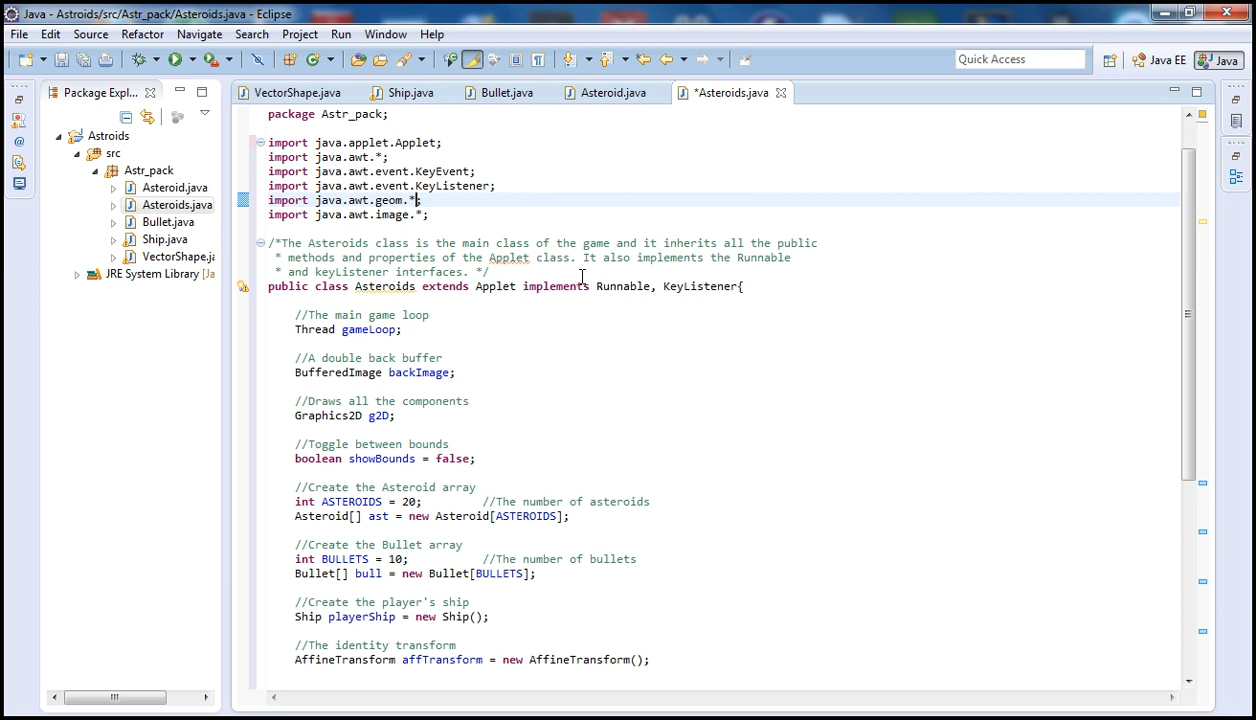 Java - Astroids/src/Astr_pack/Asteroids.java - Eclipse
File Edit Source Refactor Navigate Search Project Run Window Help
Quick Access
Java EE
Java
Package Expl...
VectorShape.java
Ship.java
Bullet.java
Asteroid.java
*Asteroids.java
Astroids
src
Astr_pack
Asteroid.java
Asteroids.java
Bullet.java
Ship.java
VectorShape.ja
JRE System Library [Ja
package Astr_pack;
import java.applet.Applet;
import java.awt.*;
import java.awt.event.KeyEvent;
import java.awt.event.KeyListener;
import java.awt.geom.*;
import java.awt.image.*;
/*The Asteroids class is the main class of the game and it inherits all the public
* methods and properties of the Applet class. It also implements the Runnable
* and keyListener interfaces. */
public class Asteroids extends Applet implements Runnable, KeyListener{
//The main game loop
Thread gameLoop;
//A double back buffer
BufferedImage backImage;
//Draws all the components
Graphics2D g2D;
//Toggle between bounds
boolean showBounds = false;
//Create the Asteroid array
int ASTEROIDS = 20; //The number of asteroids
Asteroid[] ast = new Asteroid[ASTEROIDS];
//Create the Bullet array
int BULLETS = 10; //The number of bullets
Bullet[] bull = new Bullet[BULLETS];
//Create the player's ship
Ship playerShip = new Ship();
//The identity transform
AffineTransform affTransform = new AffineTransform();